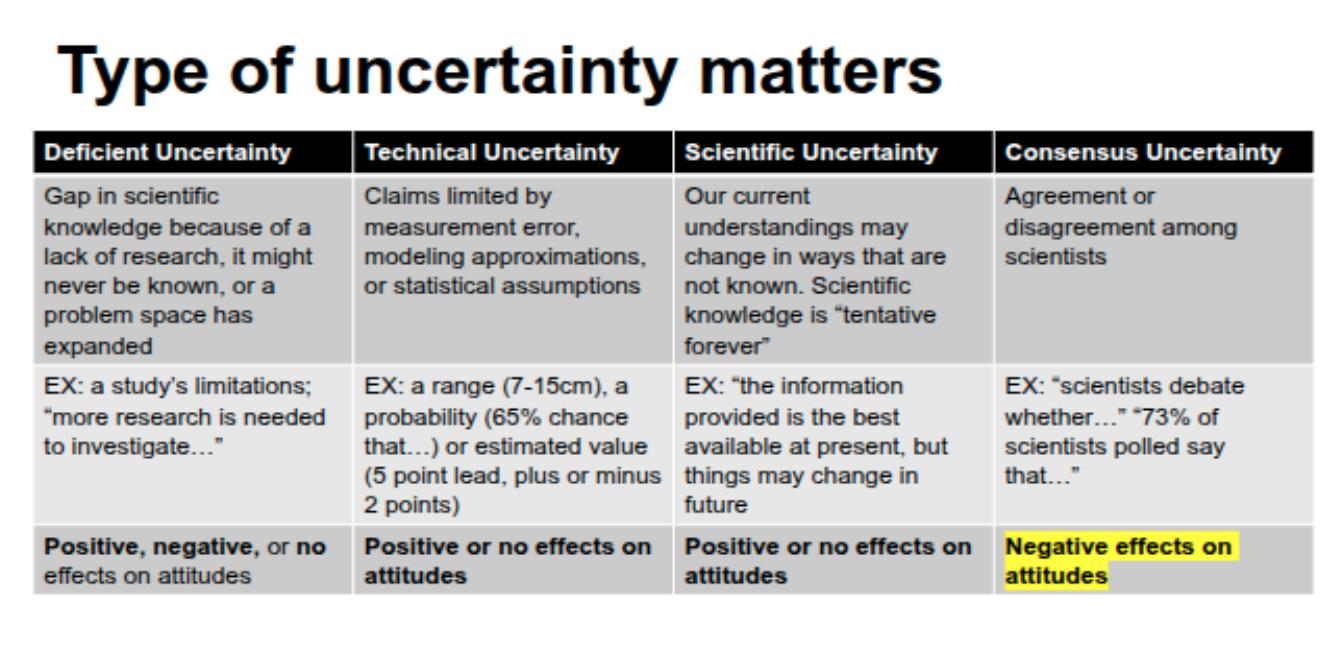 Type of uncertainty matters
Deficient Uncertainty
Technical Uncertainty
Scientific Uncertainty
Consensus Uncertainty
Gap in scientific
knowledge because of a
lack of research, it might
never be known, or a
problem space has
expanded
Claims limited by
measurement error,
modeling approximations,
or statistical assumptions
Our current
understandings may
change in ways that are
not known. Scientific
knowledge is “tentative
forever”
Agreement or
disagreement among
scientists
EX: a study’s limitations;
“more research is needed
to investigate…”
EX: a range (7-15cm), a
probability (65% chance
that…) or estimated value
(5 point lead, plus or minus
2 points)
EX: “the information
provided is the best
available at present, but
things may change in
future
EX: “scientists debate
whether…” “73% of
scientists polled say
that…”
Positive, negative, or no
effects on attitudes
Positive or no effects on
attitudes
Positive or no effects on
attitudes
Negative effects on
attitudes